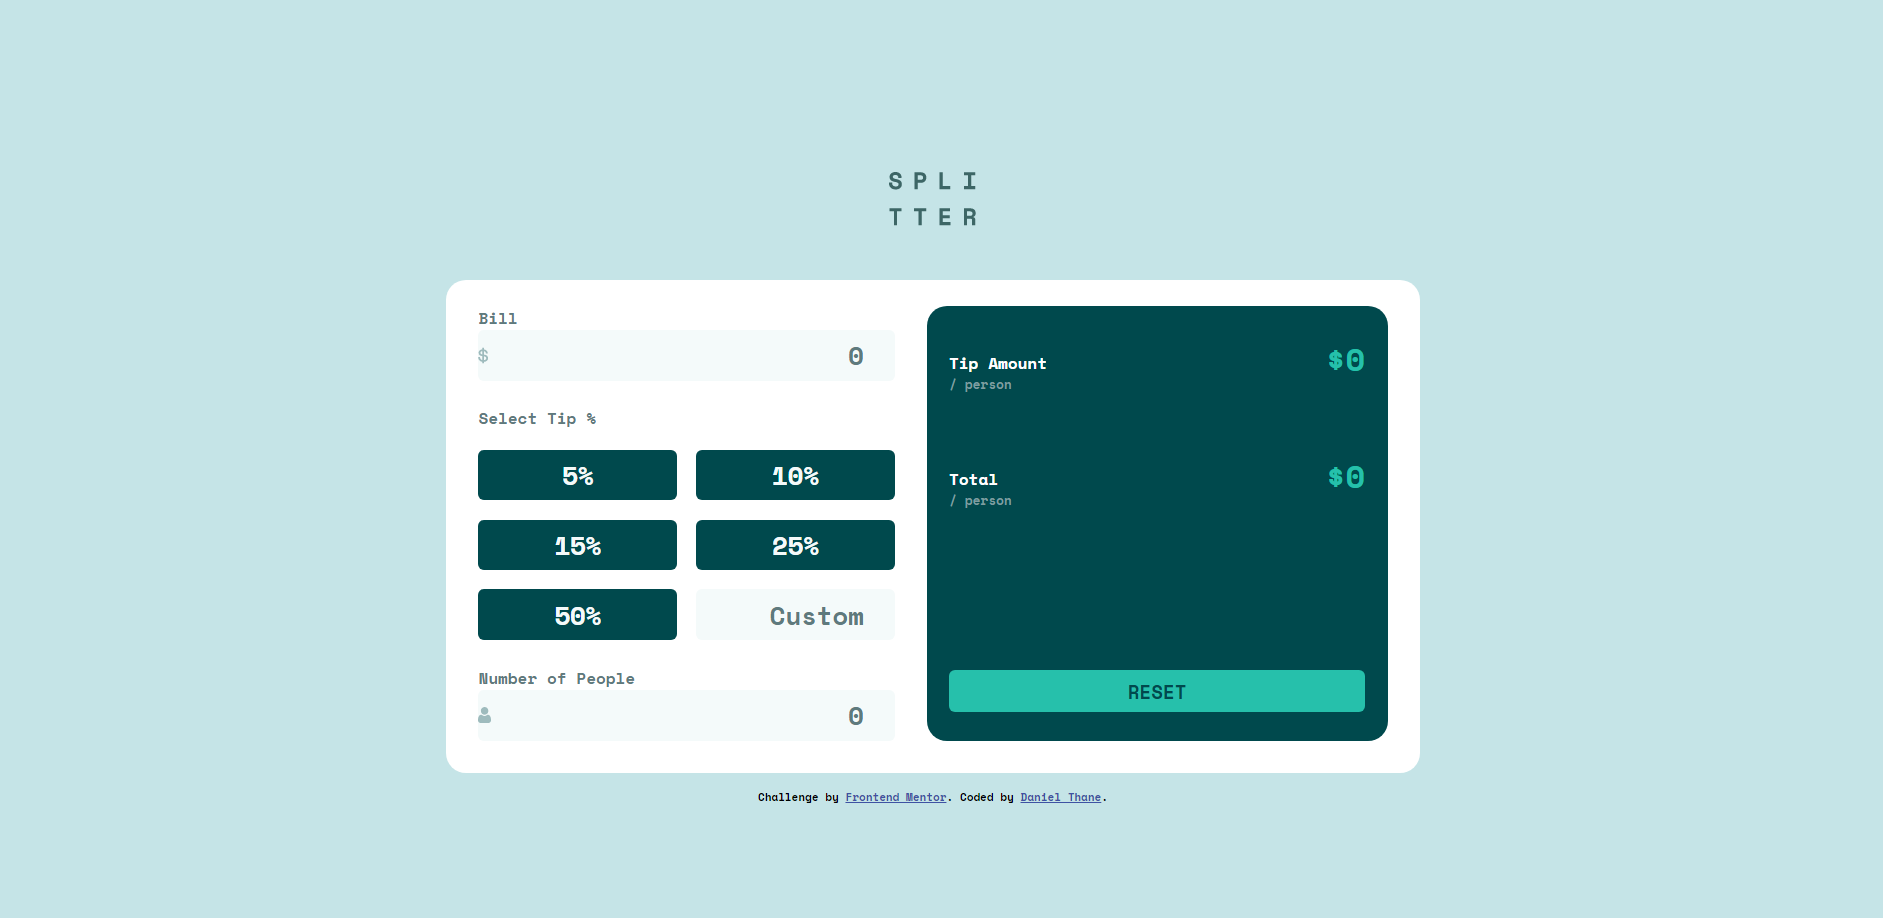 SPLI
TTER
Bill
$ 0
Select Tip %
5% 10%
15% 25%
50% Custom
Number of People
0
Tip Amount $0
/ person
Total $0
/ person
RESET
Challenge by Frontend Mentor. Coded by Daniel Thane.